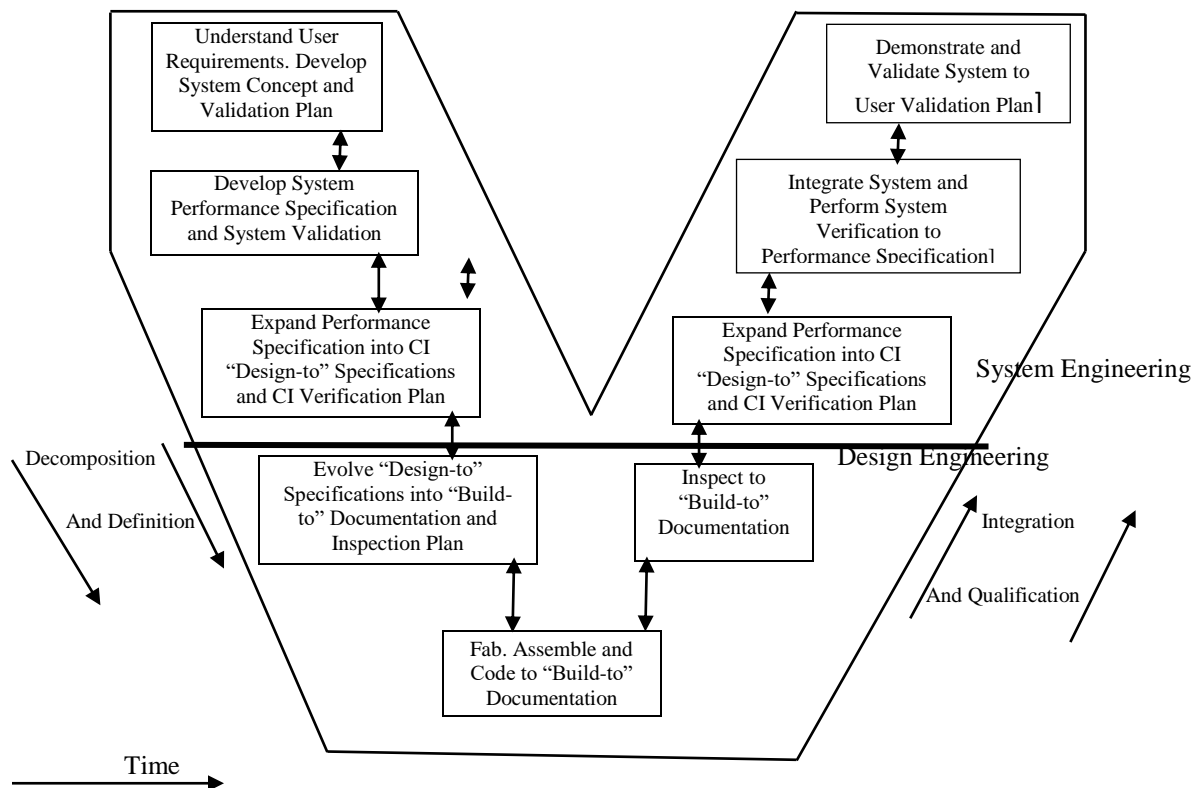 Understand User
Requirements. Develop
System Concept and
Validation Plan
Demonstrate and
Validate System to
User Validation Plan]
Develop System
Performance Specification
and System Validation
Integrate System and
Perform System
Verification to
Performance Specification]
Expand Performance
Specification into CI
“Design-to” Specifications
and CI Verification Plan
Expand Performance
Specification into CI
“Design-to” Specifications
and CI Verification Plan
System Engineering
Design Engineering
Decomposition
And Definition
Evolve “Design-to”
Specifications into “Build-
to” Documentation and
Inspection Plan
Inspect to
“Build-to”
Documentation
Integration
And Qualification
Fab. Assemble and
Code to “Build-to”
Documentation
Time